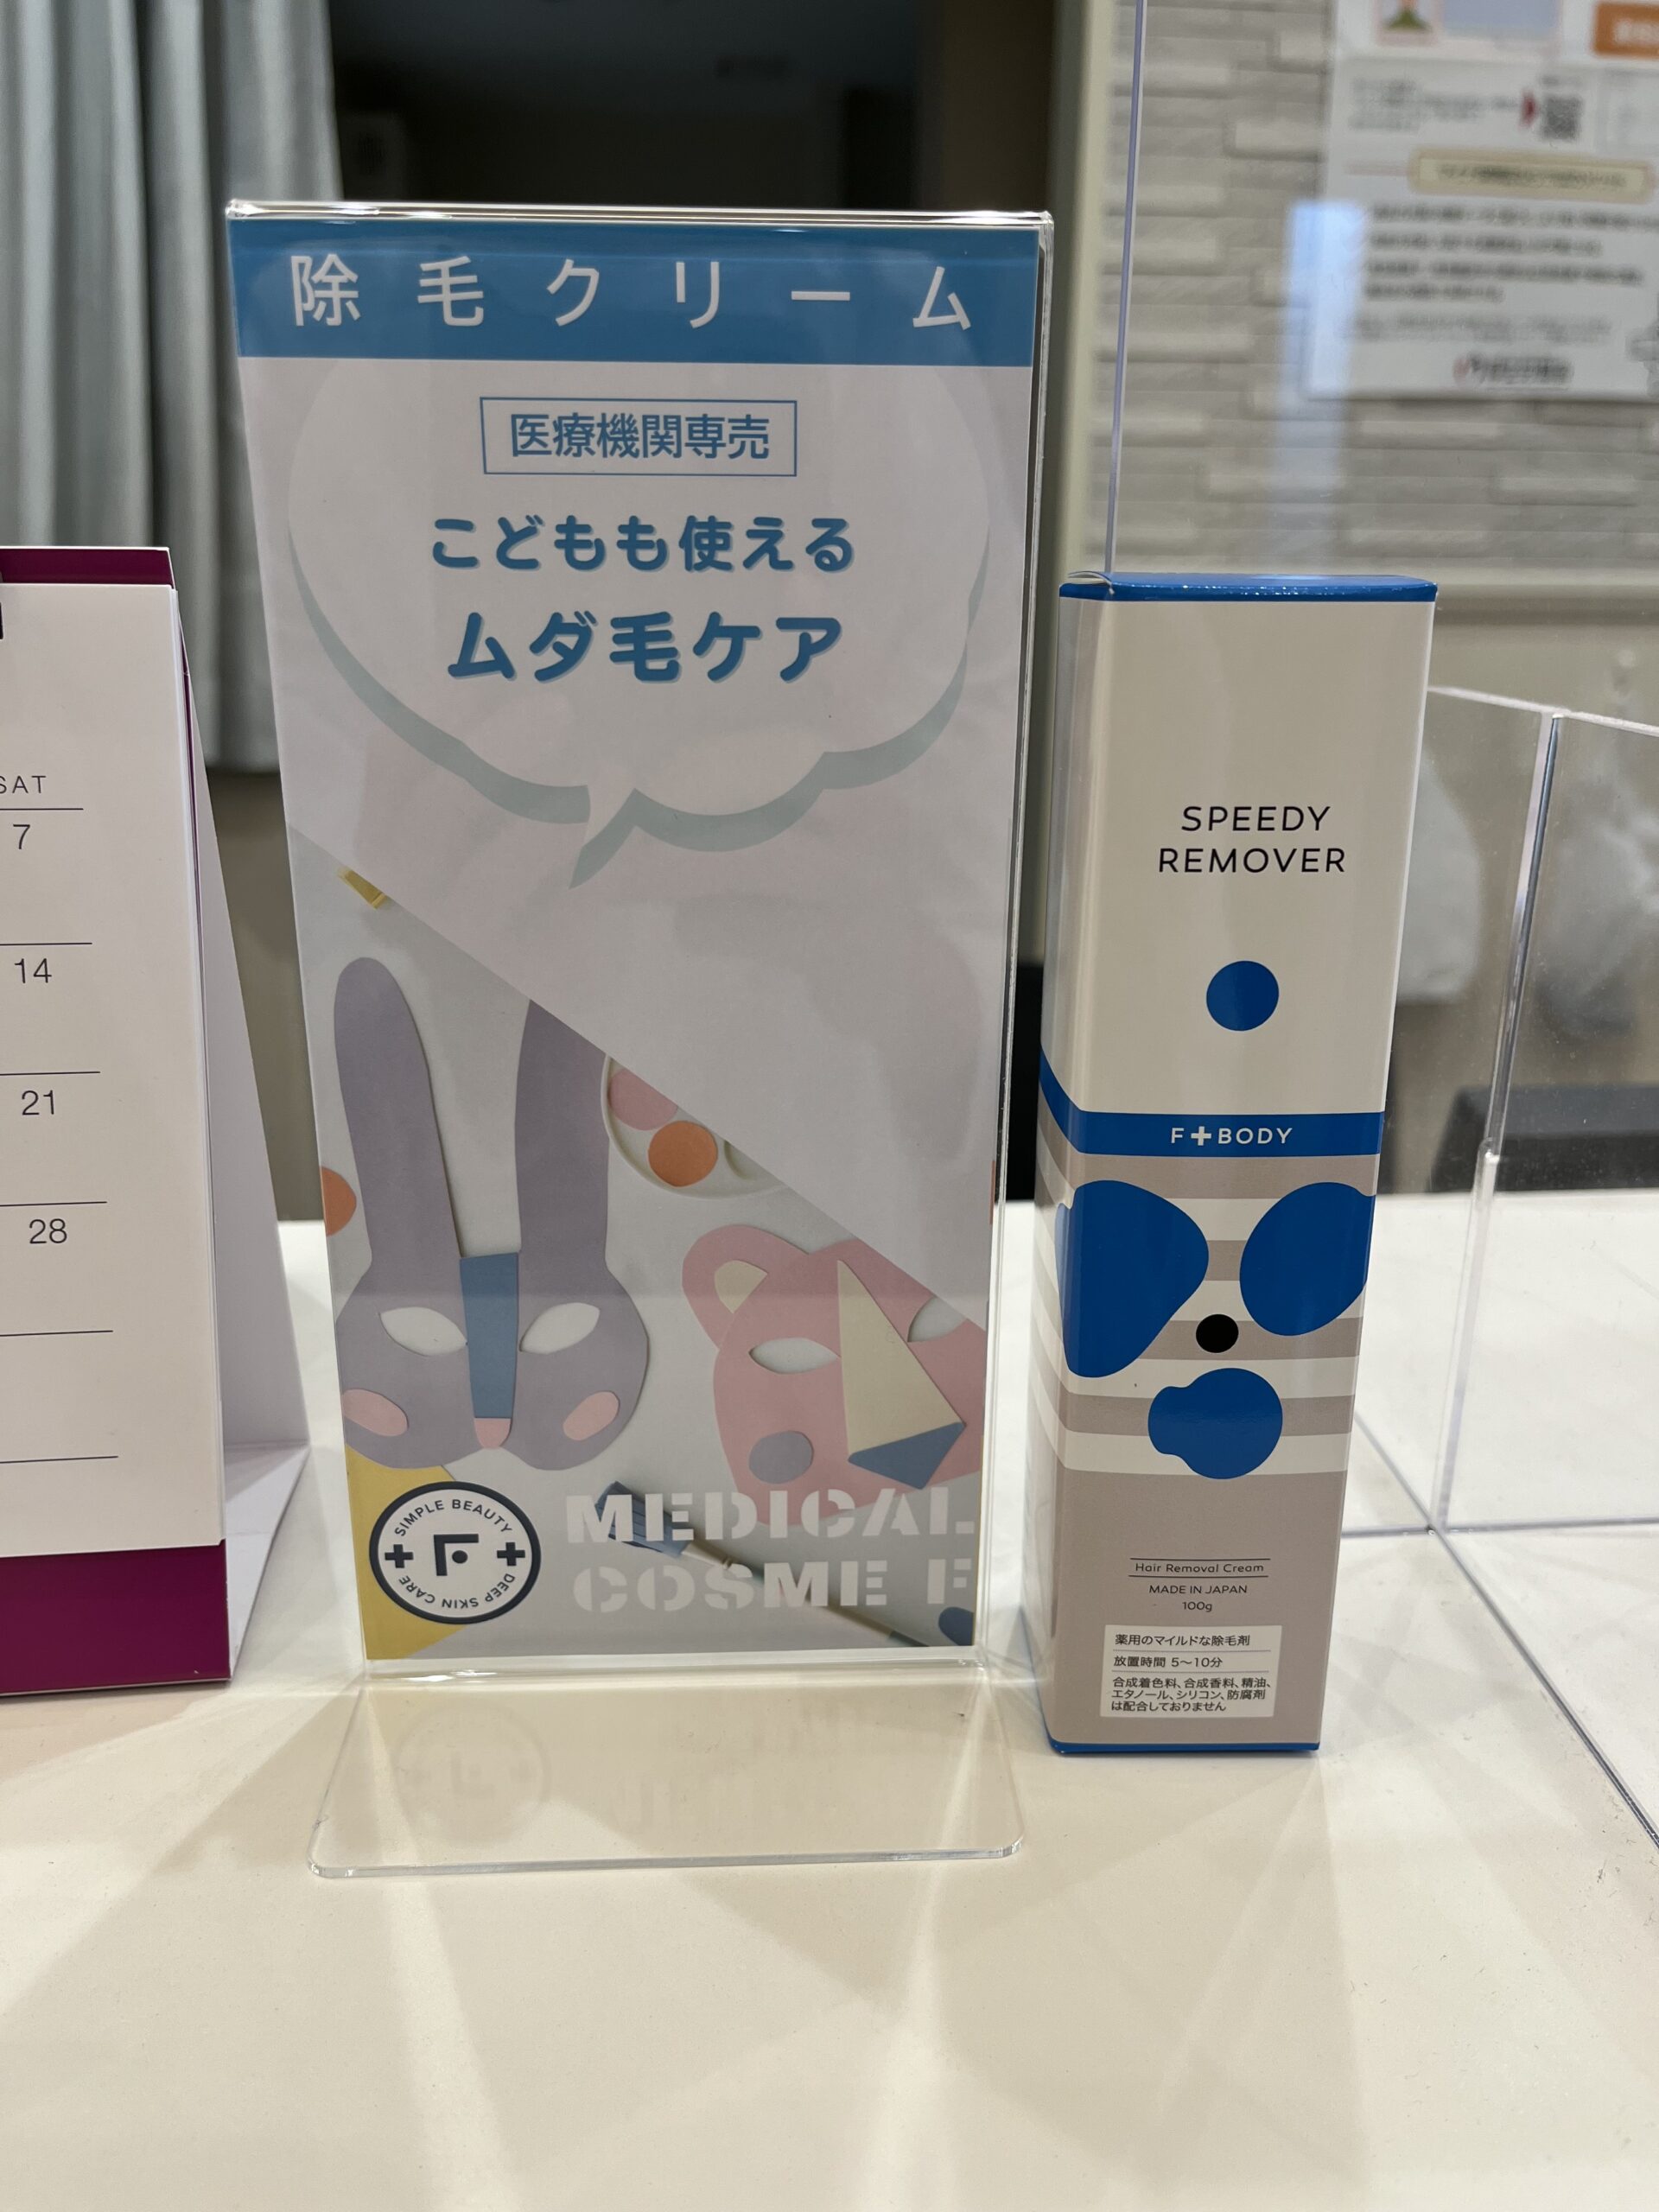 除毛クリーム
医療機関専売
こどもも使える
ムダ毛ケア
SIMPLE BEAUTY
F
DEEP SKIN CARE
MEDICAL
COSME F
SPEEDY
REMOVER
F+BODY
Hair Removal Cream
MADE IN JAPAN
100g
薬用のマイルドな除毛剤
放置時間 5〜10分
合成着色料、合成香料、精油、
エタノール、シリコン、防腐剤
は配合しておりません
SAT
7
14
21
28